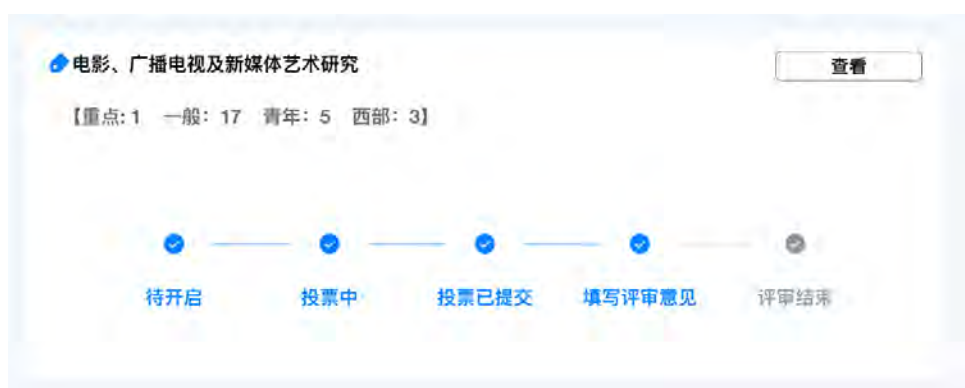 电影、广播电视及新媒体艺术研究
查看
【重点: 1 一般: 17 青年: 5 西部: 3】
待开启 投票中 投票已提交 填写评审意见 评审结束